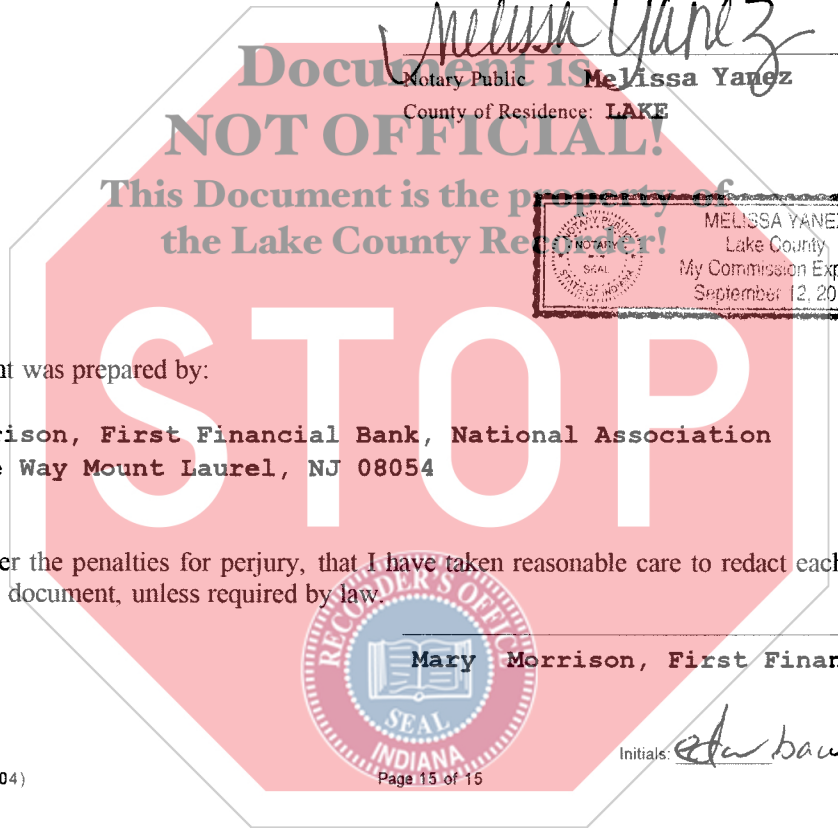 Melissa Yanez
Document is
Notary Public Melissa Yanez
County of Residence: LAKE
NOT OFFICIAL!
This Document is the property of
the Lake County Recorder!
NOTARY PUBLIC
NOTARY
SEAL
STATE OF INDIANA
MELISSA YANEZ
Lake County
My Commission Exp
September 12, 20
STOP
nt was prepared by:
rison, First Financial Bank, National Association
e Way Mount Laurel, NJ 08054
er the penalties for perjury, that I have taken reasonable care to redact each
document, unless required by law.
RECORDER'S OFFICE
SEAL
INDIANA
Mary Morrison, First Finan
Initials:
04)
Page 15 of 15